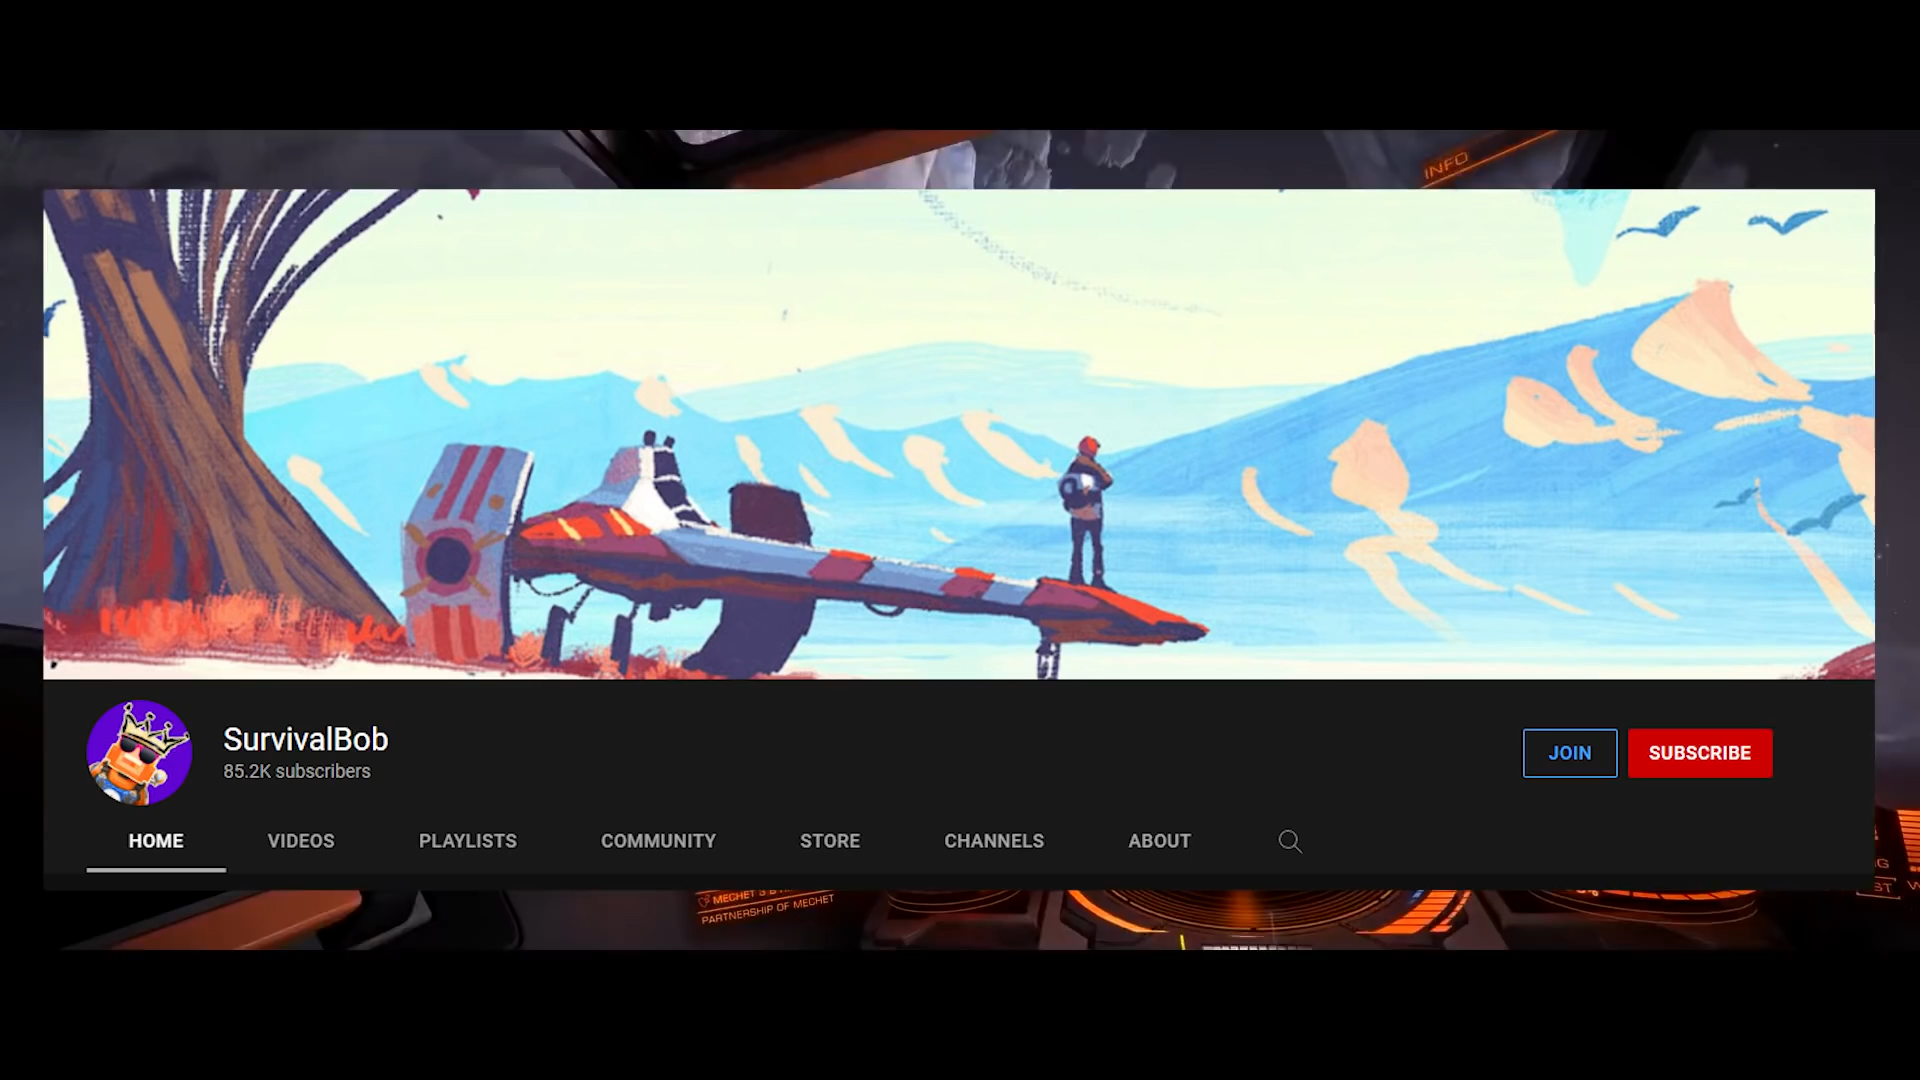 INFO
SurvivalBob
85.2K subscribers
JOIN
SUBSCRIBE
HOME VIDEOS PLAYLISTS COMMUNITY STORE CHANNELS ABOUT
PARTNERSHIP OF MECHET